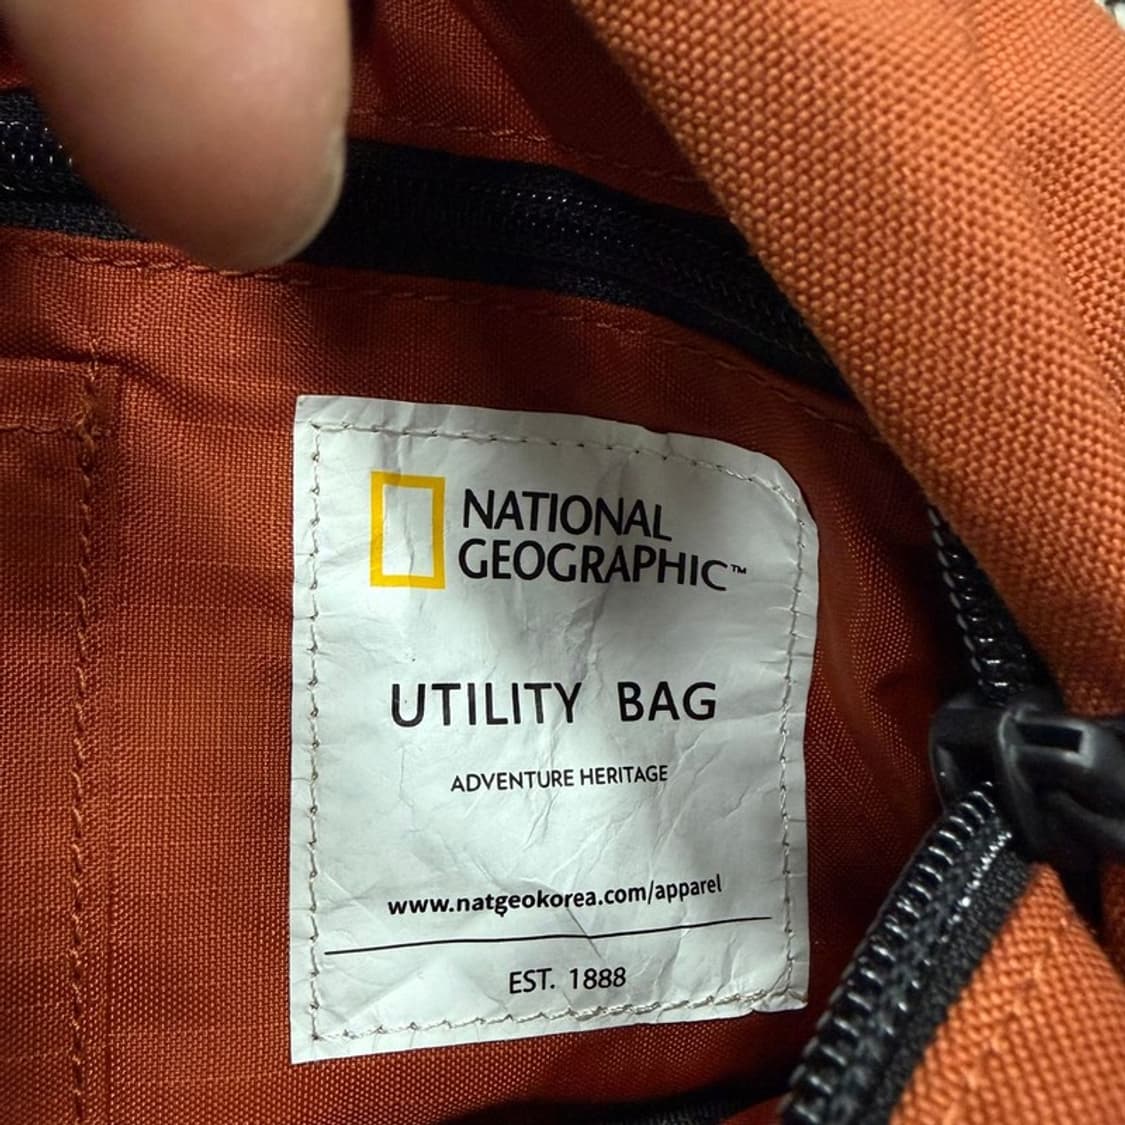 NATIONAL
GEOGRAPHIC™
UTILITY BAG
ADVENTURE HERITAGE
www.natgeokorea.com/apparel
EST. 1888